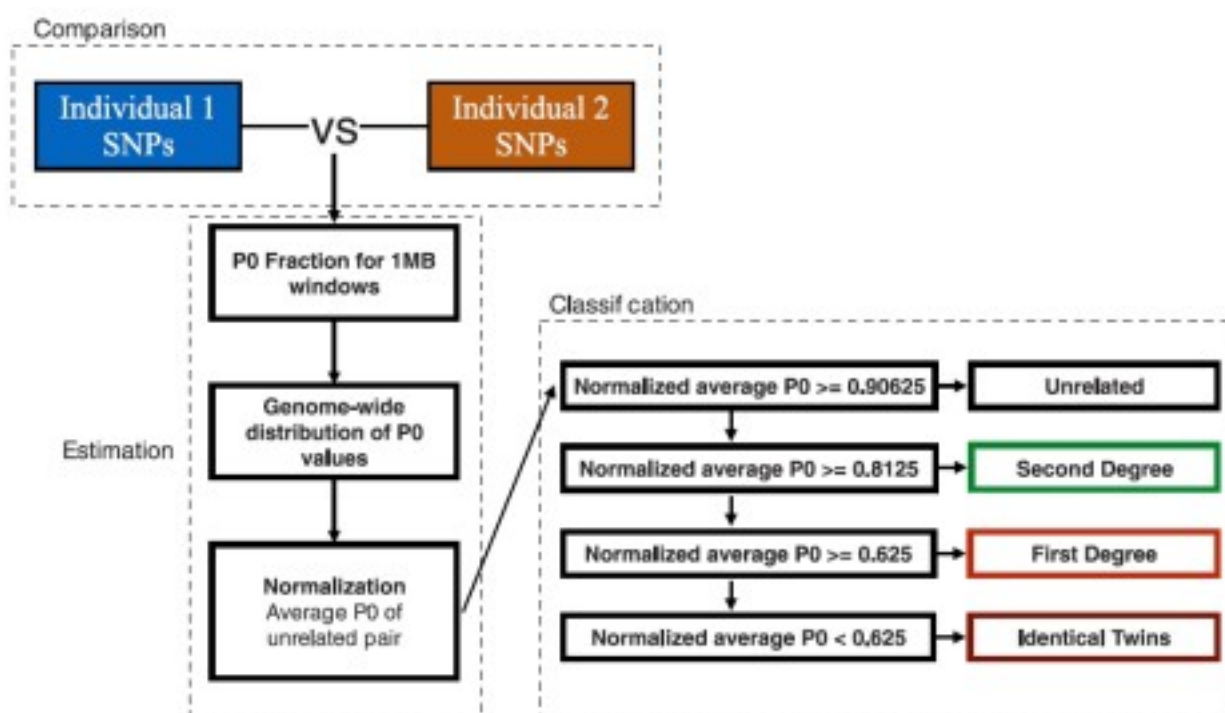 Comparison
Individual 1
SNPs
VS
Individual 2
SNPs
P0 Fraction for 1MB
windows
Genome-wide
distribution of P0
values
Estimation
Normalization
Average P0 of
unrelated pair
Classif cation
Normalized average P0 >= 0.90625
Unrelated
Normalized average P0 >= 0.8125
Second Degree
Normalized average P0 >= 0.625
First Degree
Normalized average P0 < 0.625
Identical Twins